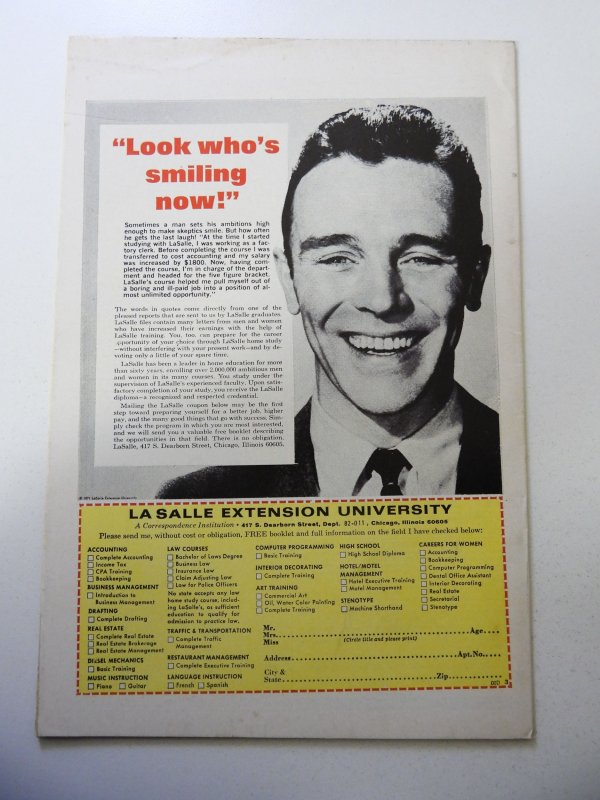 "Look who's
smiling
now!"
Sometimes a man sets his ambitions high
enough to make skeptics smile. But how often
he gets the last laugh! "At the time I started
studying with LaSalle, I was working as a fac-
tory clerk. Before completing the course I was
transferred to cost accounting and my salary
was increased by $1800. Now, having com-
pleted the course, I'm in charge of the depart-
ment and headed for the five figure bracket.
LaSalle's course helped me pull myself out of
a boring and ill-paid job into a position of al-
most unlimited opportunity."
The words in quotes come directly from one of the
pleased reports that are sent to us by LaSalle graduates.
LaSalle files contain many letters from men and women
who have increased their earnings with the help of
LaSalle training. You, too, can prepare for the career
opportunity of your choice through LaSalle home study
—without interfering with your present work—and by de-
voting only a little of your spare time.
LaSalle has been a leader in home education for more
than sixty years, enrolling over 2,000,000 ambitious men
and women in its many courses. You study under the
supervision of LaSalle's experienced faculty. Upon satis-
factory completion of your study, you receive the LaSalle
diploma—a recognized and respected credential.
Mailing the LaSalle coupon below may be the first
step toward preparing yourself for a better job, higher
pay, and the many good things that go with success. Sim-
ply check the program in which you are most interested,
and we will send you a valuable free booklet describing
the opportunities in that field. There is no obligation.
LaSalle, 417 S. Dearborn Street, Chicago, Illinois 60605.
© 1971 LaSalle Extension University
LA SALLE EXTENSION UNIVERSITY
A Correspondence Institution • 417 S. Dearborn Street, Dept. 82-011, Chicago, Illinois 60605
Please send me, without cost or obligation, FREE booklet and full information on the field I have checked below:
ACCOUNTING
Complete Accounting
Income Tax
CPA Training
Bookkeeping
BUSINESS MANAGEMENT
Introduction to
Business Management
DRAFTING
Complete Drafting
REAL ESTATE
Complete Real Estate
Real Estate Brokerage
Real Estate Management
DIESEL MECHANICS
Basic Training
MUSIC INSTRUCTION
Piano Guitar
LAW COURSES
Bachelor of Laws Degree
Business Law
Insurance Law
Claim Adjusting Law
Law for Police Officers
No state accepts any law
home study course, includ-
ing LaSalle's, as sufficient
education to qualify for
admission to practice law.
TRAFFIC & TRANSPORTATION
Complete Traffic
Management
RESTAURANT MANAGEMENT
Complete Executive Training
LANGUAGE INSTRUCTION
French Spanish
COMPUTER PROGRAMMING
Basic Training
INTERIOR DECORATING
Complete Training
ART TRAINING
Commercial Art
Oil, Water Color Painting
Complete Training
HIGH SCHOOL
High School Diploma
HOTEL/MOTEL
MANAGEMENT
Hotel Executive Training
Motel Management
STENOTYPE
Machine Shorthand
CAREERS FOR WOMEN
Accounting
Bookkeeping
Computer Programming
Dental Office Assistant
Interior Decorating
Real Estate
Secretarial
Stenotype
Mr.
Mrs. Age
Miss (Circle title and please print)
Address Apt. No.
City &
State Zip
3